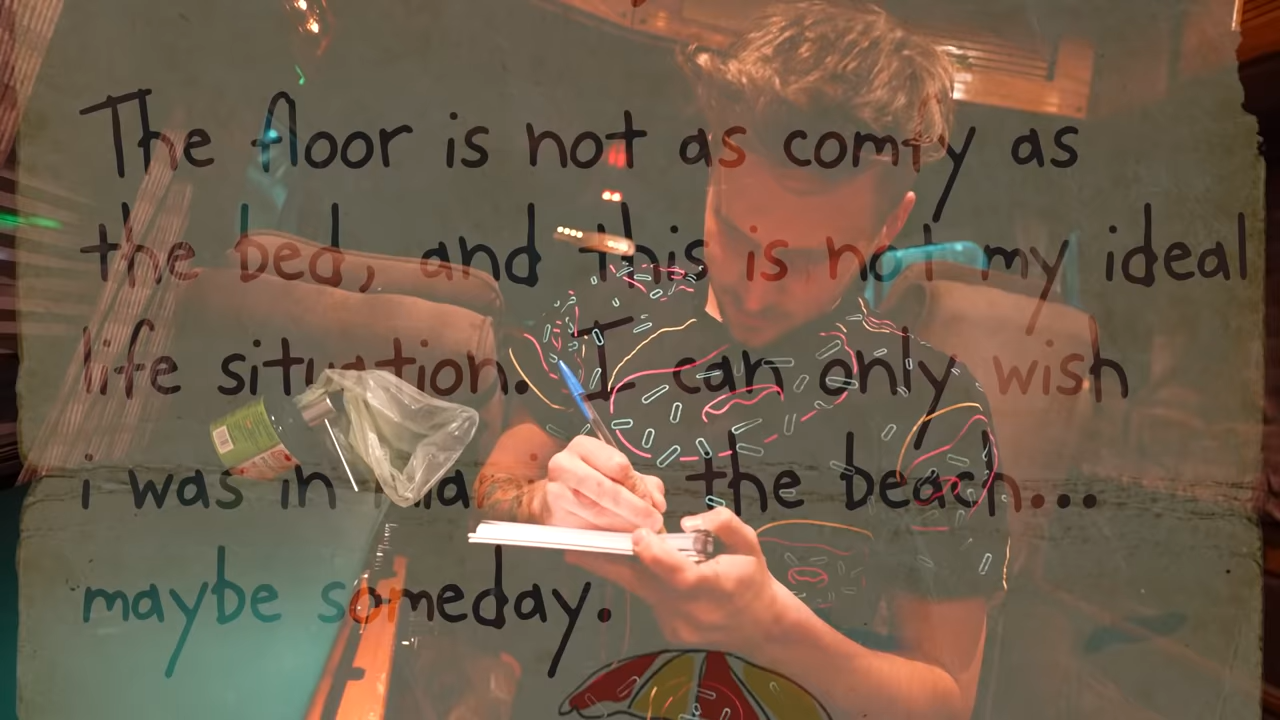 The floor is not as comfy as
the bed, and this is not my ideal
life situation. I can only wish
i was in the beach...
maybe someday.